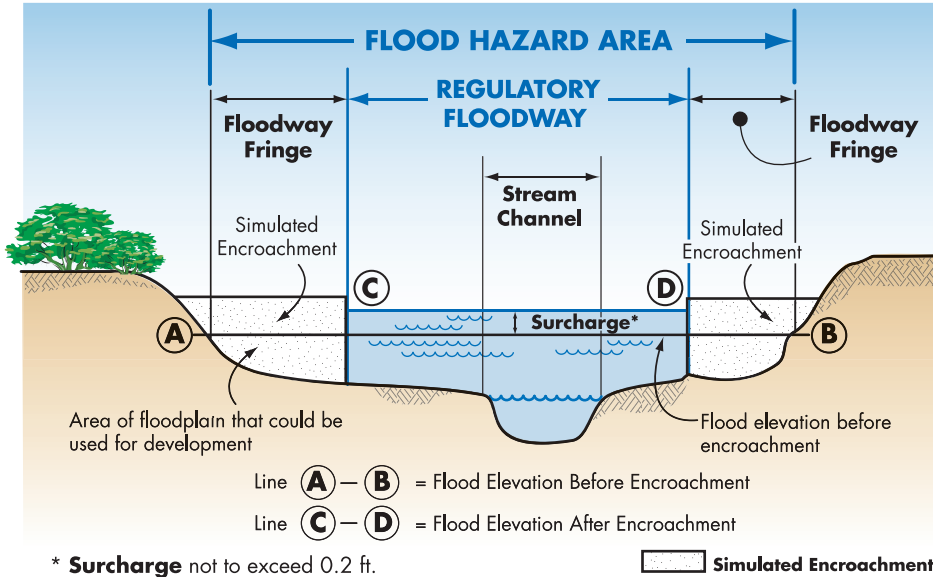 FLOOD HAZARD AREA
REGULATORY
FLOODWAY
Floodway
Fringe
Floodway
Fringe
Stream
Channel
Simulated
Encroachment
Simulated
Encroachment
C
D
Surcharge*
A
B
Area of floodplain that could be
used for development
Flood elevation before
encroachment
Line A — B = Flood Elevation Before Encroachment
Line C — D = Flood Elevation After Encroachment
* Surcharge not to exceed 0.2 ft.
Simulated Encroachment